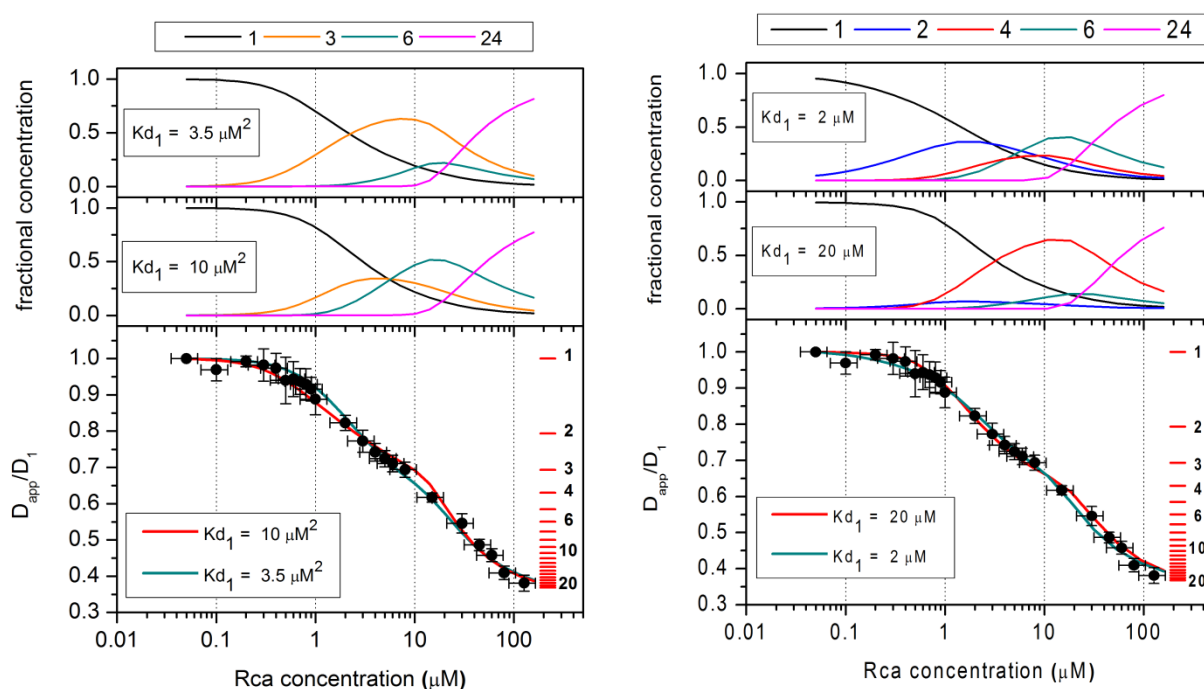 1 3 6 24
fractional concentration
1.0
0.5
0.0
Kd1 = 3.5 μM²
1.0
0.5
0.0
Kd1 = 10 μM²
Dapp/D1
1.0
0.9
0.8
0.7
0.6
0.5
0.4
0.3
1
2
3
4
6
10
20
Kd1 = 10 μM²
Kd1 = 3.5 μM²
0.01 0.1 1 10 100
Rca concentration (μM)
1 2 4 6 24
fractional concentration
1.0
0.5
0.0
Kd1 = 2 μM
1.0
0.5
0.0
Kd1 = 20 μM
Dapp/D1
1.0
0.9
0.8
0.7
0.6
0.5
0.4
0.3
1
2
3
4
6
10
20
Kd1 = 20 μM
Kd1 = 2 μM
0.01 0.1 1 10 100
Rca concentration (μM)